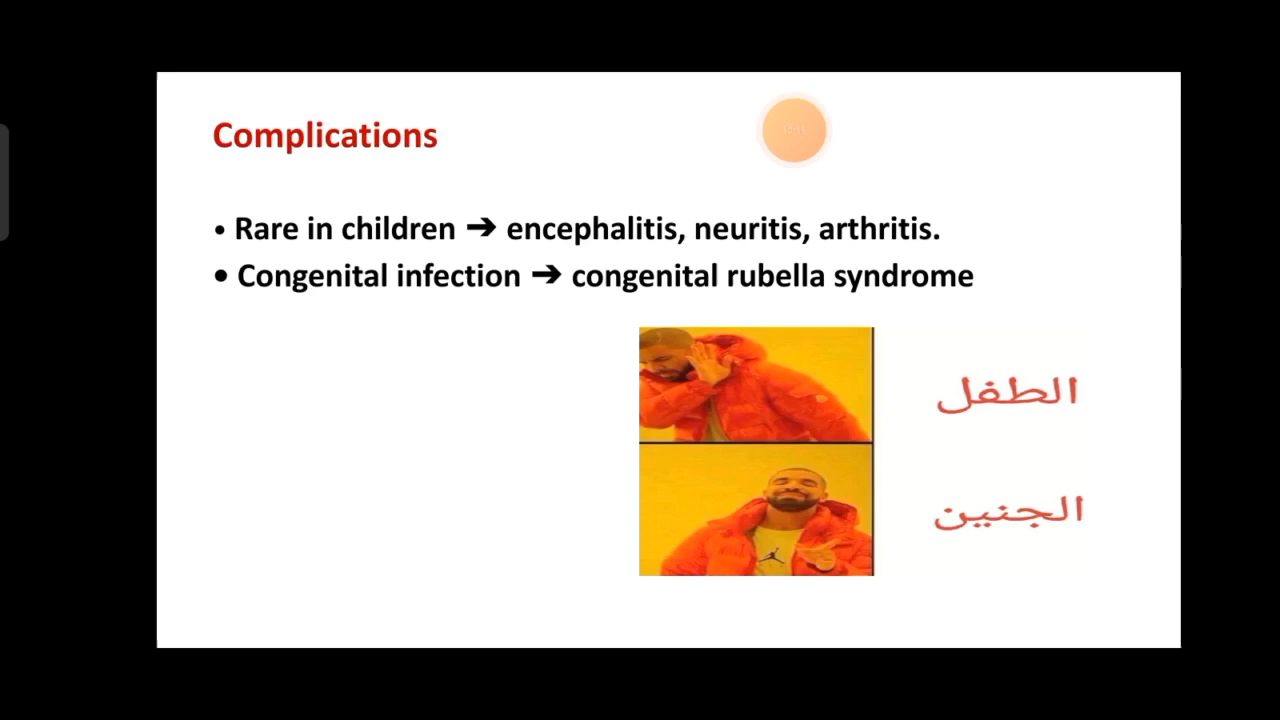 Complications
• Rare in children ➔ encephalitis, neuritis, arthritis.
• Congenital infection ➔ congenital rubella syndrome
الطفل
الجنين